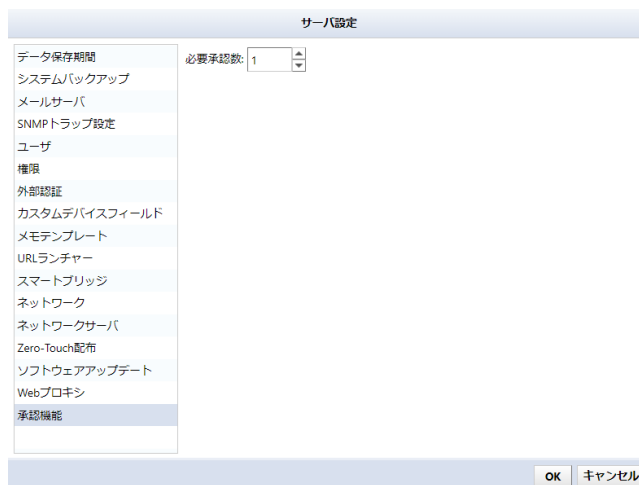 サーバ設定
データ保存期間
必要承認数: 1
システムバックアップ
メールサーバ
SNMPトラップ設定
ユーザ
権限
外部認証
カスタムデバイスフィールド
メモテンプレート
URLランチャー
スマートブリッジ
ネットワーク
ネットワークサーバ
Zero-Touch配布
ソフトウェアアップデート
Webプロキシ
承認機能
OK キャンセル